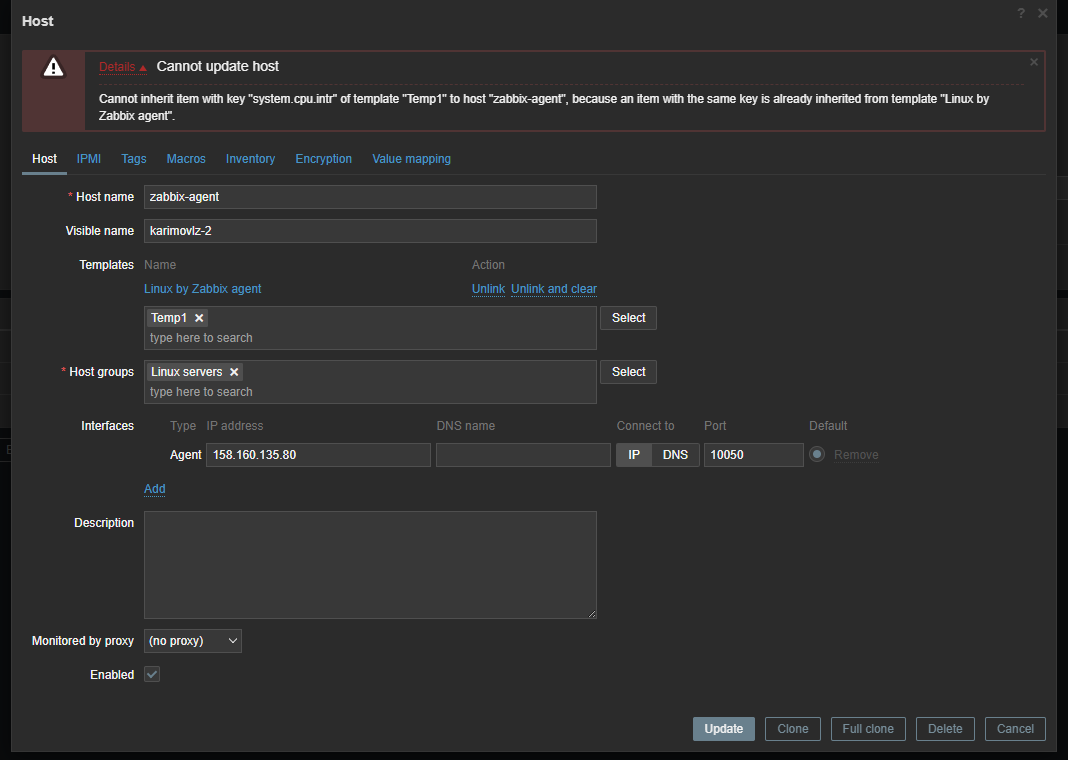 Host
? ×
Details Cannot update host
Cannot inherit item with key "system.cpu.intr" of template "Temp1" to host "zabbix-agent", because an item with the same key is already inherited from template "Linux by
Zabbix agent".
Host IPMI Tags Macros Inventory Encryption Value mapping
* Host name zabbix-agent
Visible name karimovlz-2
Templates Name Action
Linux by Zabbix agent Unlink Unlink and clear
Temp1 Select
type here to search
* Host groups Linux servers Select
type here to search
Interfaces Type IP address DNS name Connect to Port Default
Agent 158.160.135.80 IP DNS 10050 Remove
Add
Description
Monitored by proxy (no proxy)
Enabled
Update Clone Full clone Delete Cancel